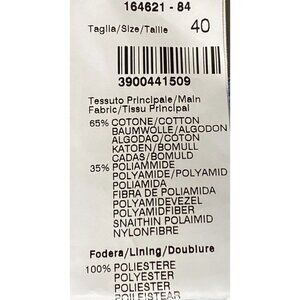 164621 - 84
Taglia/Size/Taille 40
3900441509
Tessuto Principale/Main
Fabric/Tissu Principal
65% COTONE/COTTON
BAUMWOLLE/ALGODON
ALGODAO/COTON
KATOEN/BOMULL
CADAS/BOMULD
35% POLIAMMIDE
POLYAMIDE/POLYAMID
POLIAMIDA
FIBRA DE POLIAMIDA
POLYAMIDEVEZEL
POLYAMIDFIBER
SNAITHIN POLAIMID
NYLONFIBRE
Fodera/Lining/Doublure
100% POLIESTERE
POLYESTER
POLIESTER
POILEISTEAR